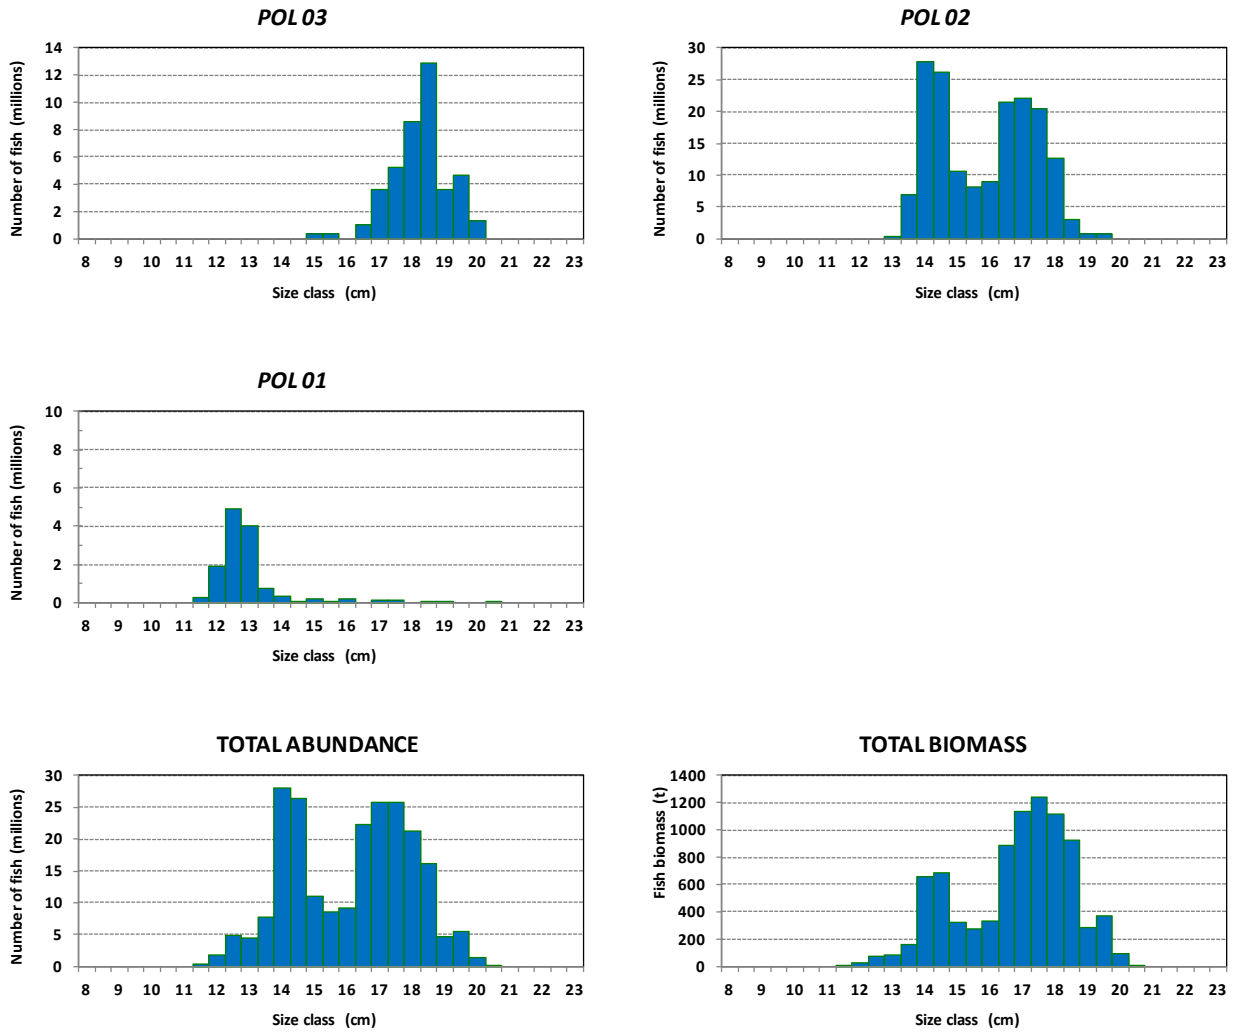 POL 03
Number of fish (millions)
14
12
10
8
6
4
2
0
8 9 10 11 12 13 14 15 16 17 18 19 20 21 22 23
Size class (cm)
POL 02
Number of fish (millions)
30
25
20
15
10
5
0
8 9 10 11 12 13 14 15 16 17 18 19 20 21 22 23
Size class (cm)
POL 01
Number of fish (millions)
10
8
6
4
2
0
8 9 10 11 12 13 14 15 16 17 18 19 20 21 22 23
Size class (cm)
TOTAL ABUNDANCE
Number of fish (millions)
30
25
20
15
10
5
0
8 9 10 11 12 13 14 15 16 17 18 19 20 21 22 23
Size class (cm)
TOTAL BIOMASS
Fish biomass (t)
1400
1200
1000
800
600
400
200
0
8 9 10 11 12 13 14 15 16 17 18 19 20 21 22 23
Size class (cm)